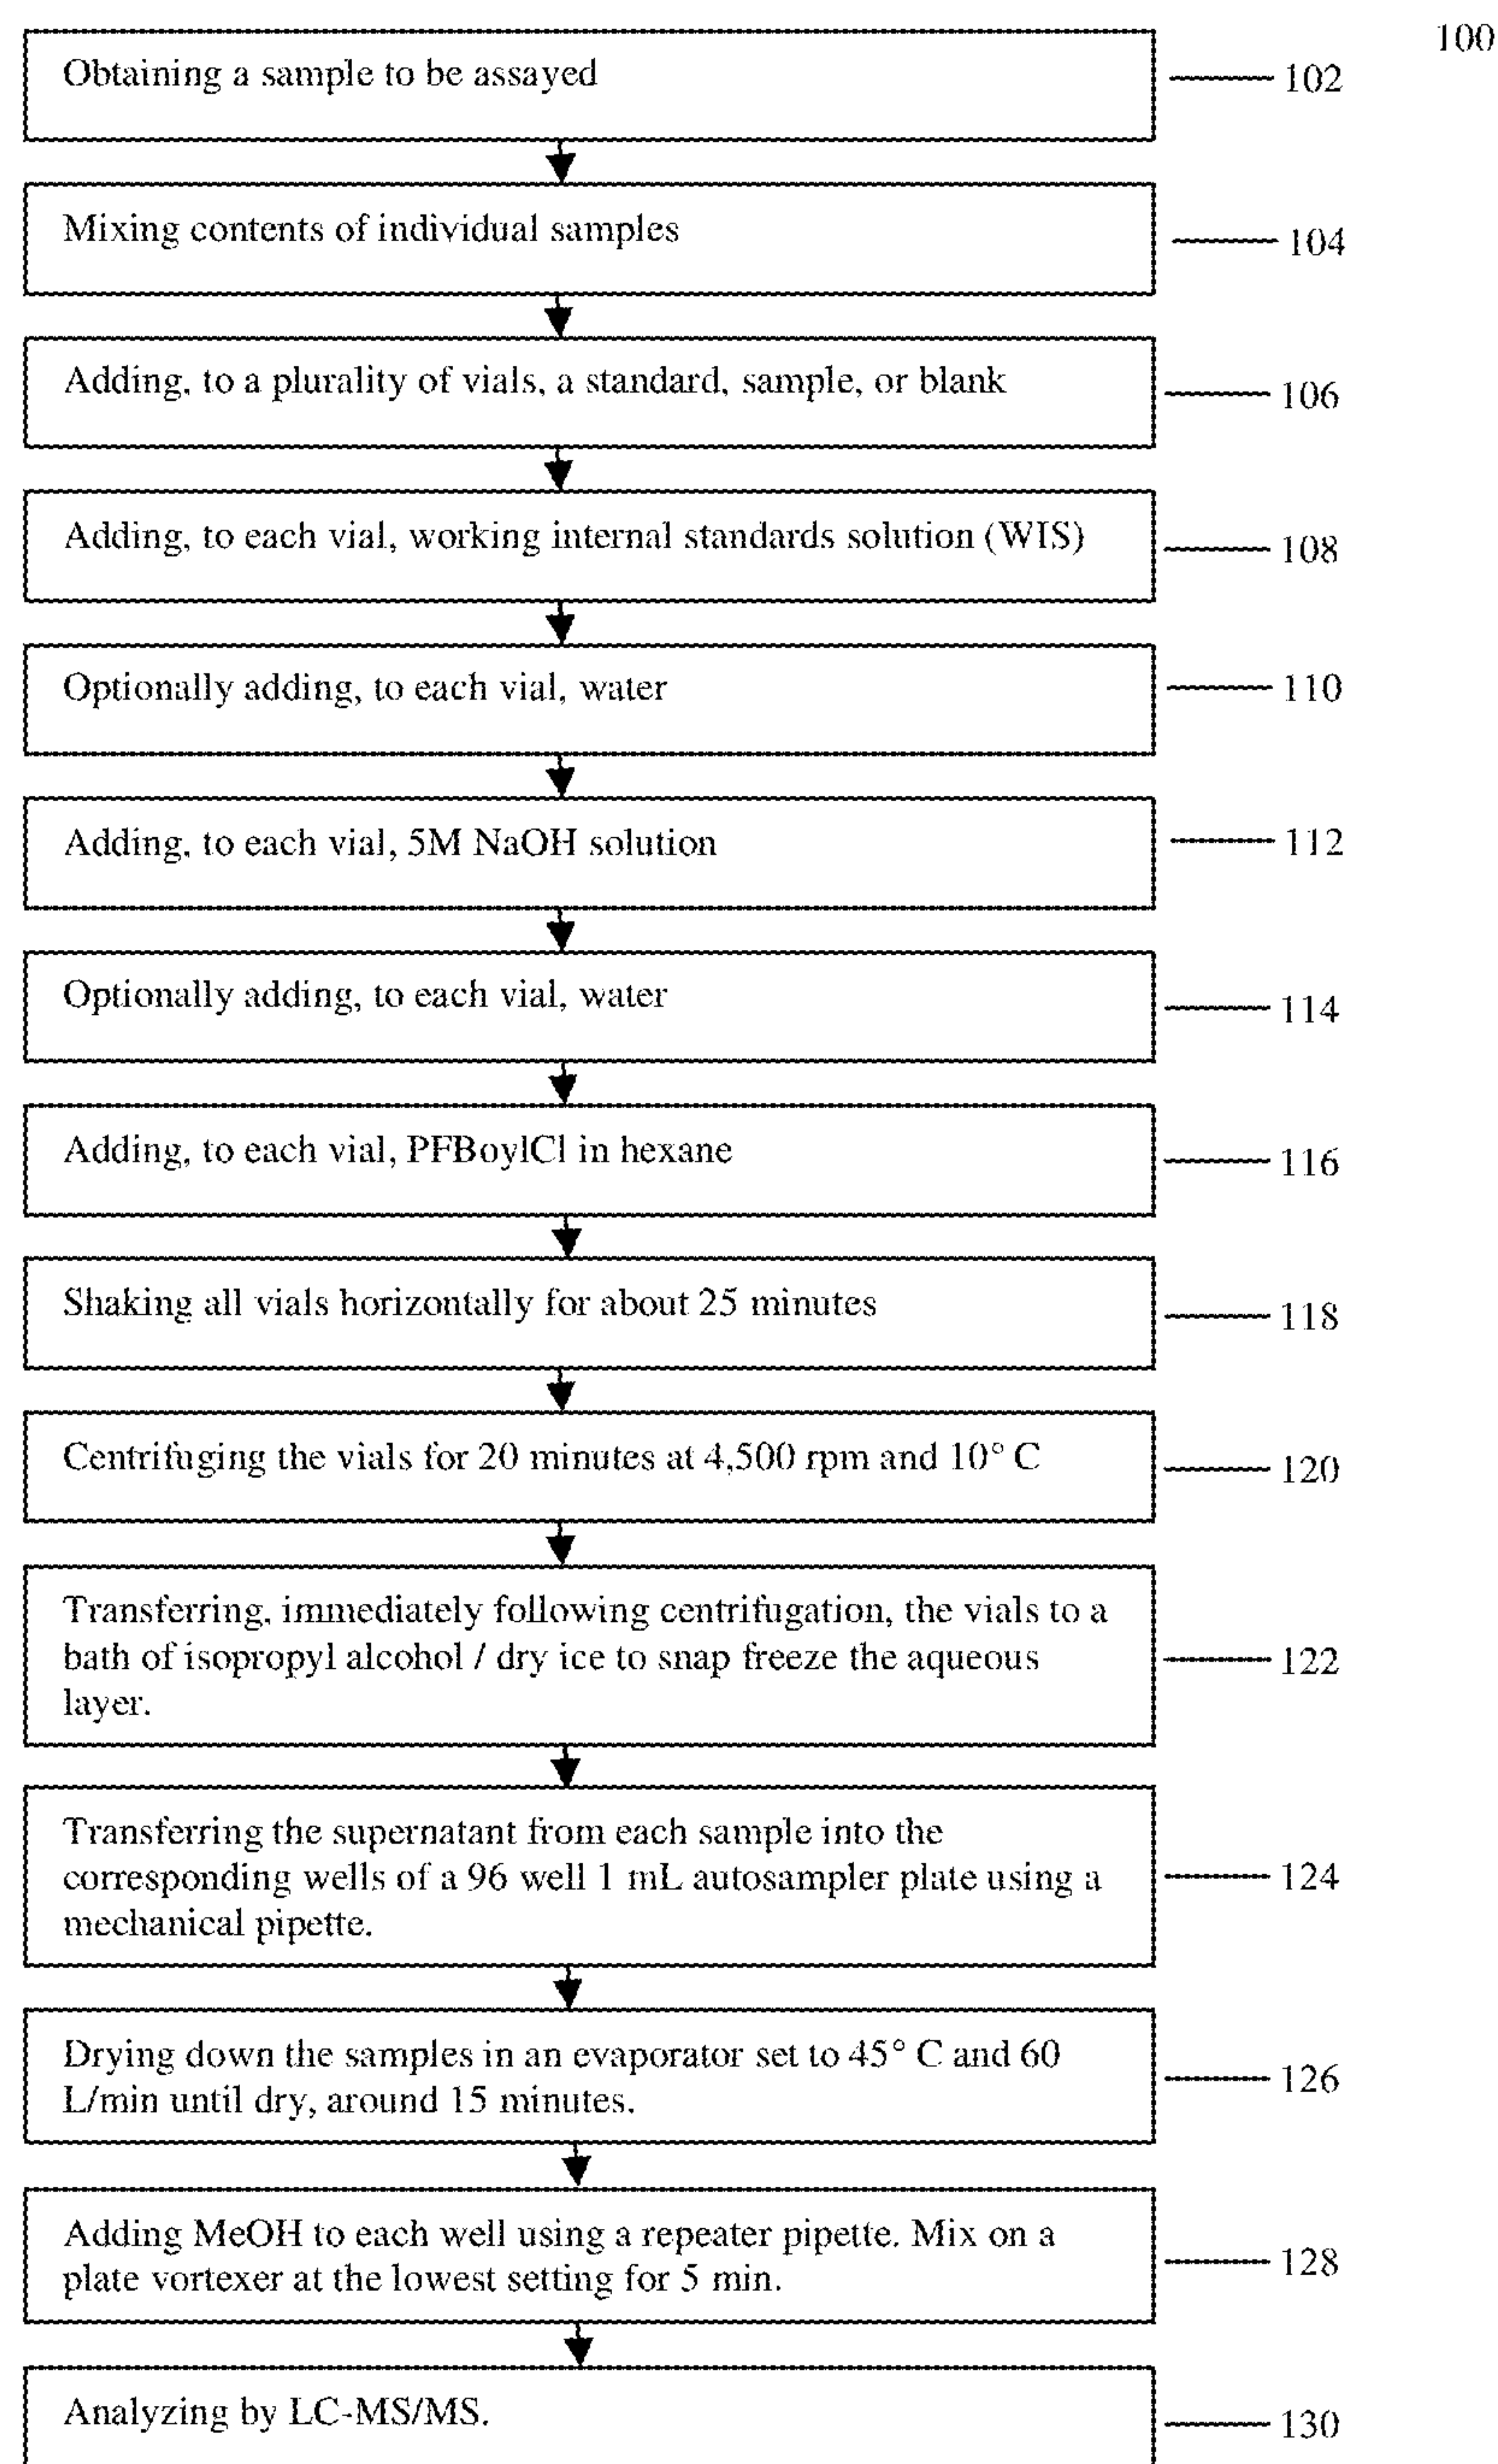 100
Obtaining a sample to be assayed
102
Mixing contents of individual samples
104
Adding, to a plurality of vials, a standard, sample, or blank
106
Adding, to each vial, working internal standards solution (WIS)
108
Optionally adding, to each vial, water
110
Adding, to each vial, 5M NaOH solution
112
Optionally adding, to each vial, water
114
Adding, to each vial, PFBoylCl in hexane
116
Shaking all vials horizontally for about 25 minutes
118
Centrifuging the vials for 20 minutes at 4,500 rpm and 10° C
120
Transferring, immediately following centrifugation, the vials to a
bath of isopropyl alcohol / dry ice to snap freeze the aqueous
layer.
122
Transferring the supernatant from each sample into the
corresponding wells of a 96 well 1 mL autosampler plate using a
mechanical pipette.
124
Drying down the samples in an evaporator set to 45° C and 60
L/min until dry, around 15 minutes.
126
Adding MeOH to each well using a repeater pipette. Mix on a
plate vortexer at the lowest setting for 5 min.
128
Analyzing by LC-MS/MS.
130